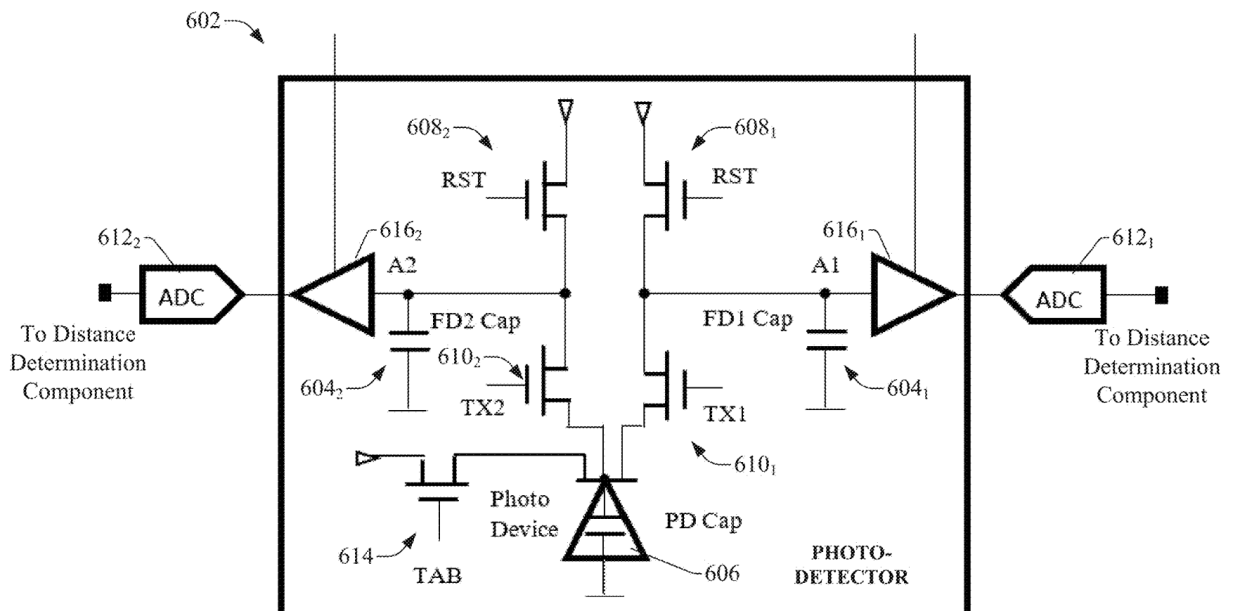 602
608₂
608₁
RST
RST
612₂
616₂
616₁
612₁
A2
A1
ADC
ADC
FD2 Cap
FD1 Cap
To Distance
Determination
Component
To Distance
Determination
Component
610₂
604₂
604₁
TX2
TX1
610₁
Photo
Device
PD Cap
614
TAB
606
PHOTO-
DETECTOR